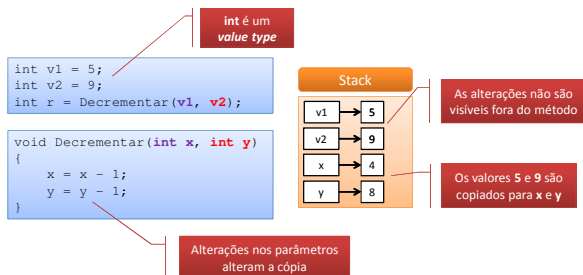 int é um
value type
int v1 = 5;
int v2 = 9;
int r = Decrementar(v1, v2);
void Decrementar(int x, int y)
{
x = x - 1;
y = y - 1;
}
Alterações nos parâmetros
alteram a cópia
Stack
v1 5
v2 9
x 4
y 8
As alterações não são
visíveis fora do método
Os valores 5 e 9 são
copiados para x e y